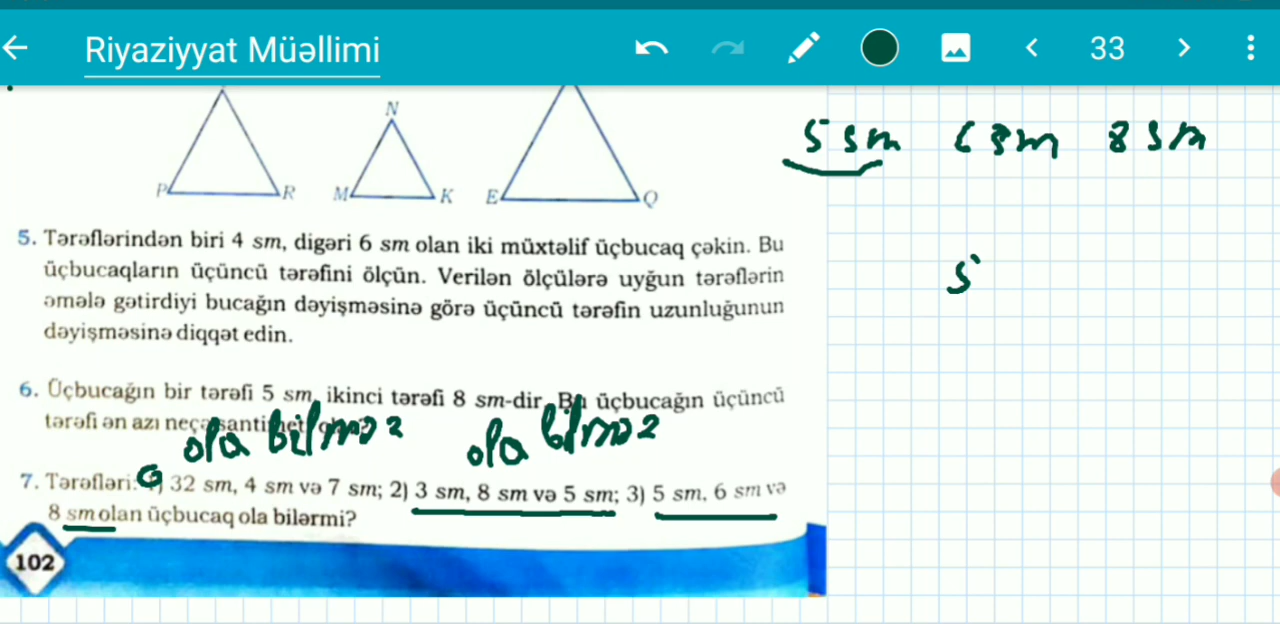 Riyaziyyat Müəllimi
33
N
P R M K E Q
5 sm 6 sm 8 sm
5
5. Tərəflərindən biri 4 sm, digəri 6 sm olan iki müxtəlif üçbucaq çəkin. Bu
üçbucaqların üçüncü tərəfini ölçün. Verilən ölçülərə uyğun tərəflərin
əmələ gətirdiyi bucağın dəyişməsinə görə üçüncü tərəfin uzunluğunun
dəyişməsinə diqqət edin.
6. Üçbucağın bir tərəfi 5 sm, ikinci tərəfi 8 sm-dir. Bu üçbucağın üçüncü
tərəfi ən azı
ola bilməz ola bilməz
7. Tərəfləri: 1) 32 sm, 4 sm və 7 sm; 2) 3 sm, 8 sm və 5 sm; 3) 5 sm, 6 sm və
8 sm olan üçbucaq ola bilərmi?
102